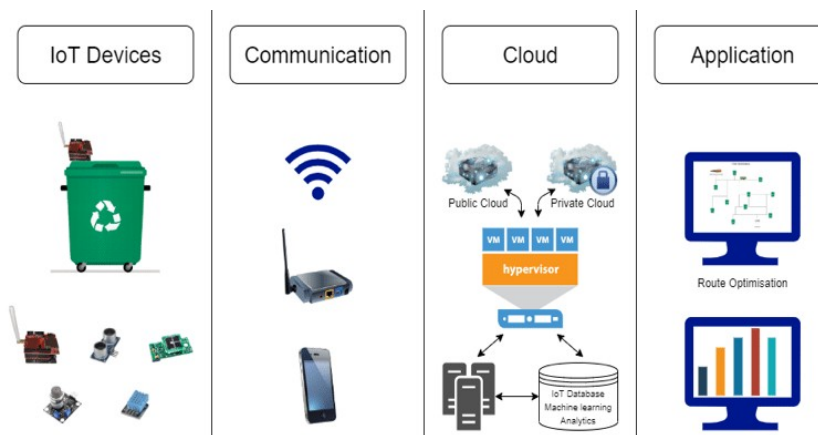 IoT Devices
Communication
Cloud
Application
Public Cloud
Private Cloud
VM VM VM VM
hypervisor
IoT Database
Machine learning
Analytics
Route Optimisation